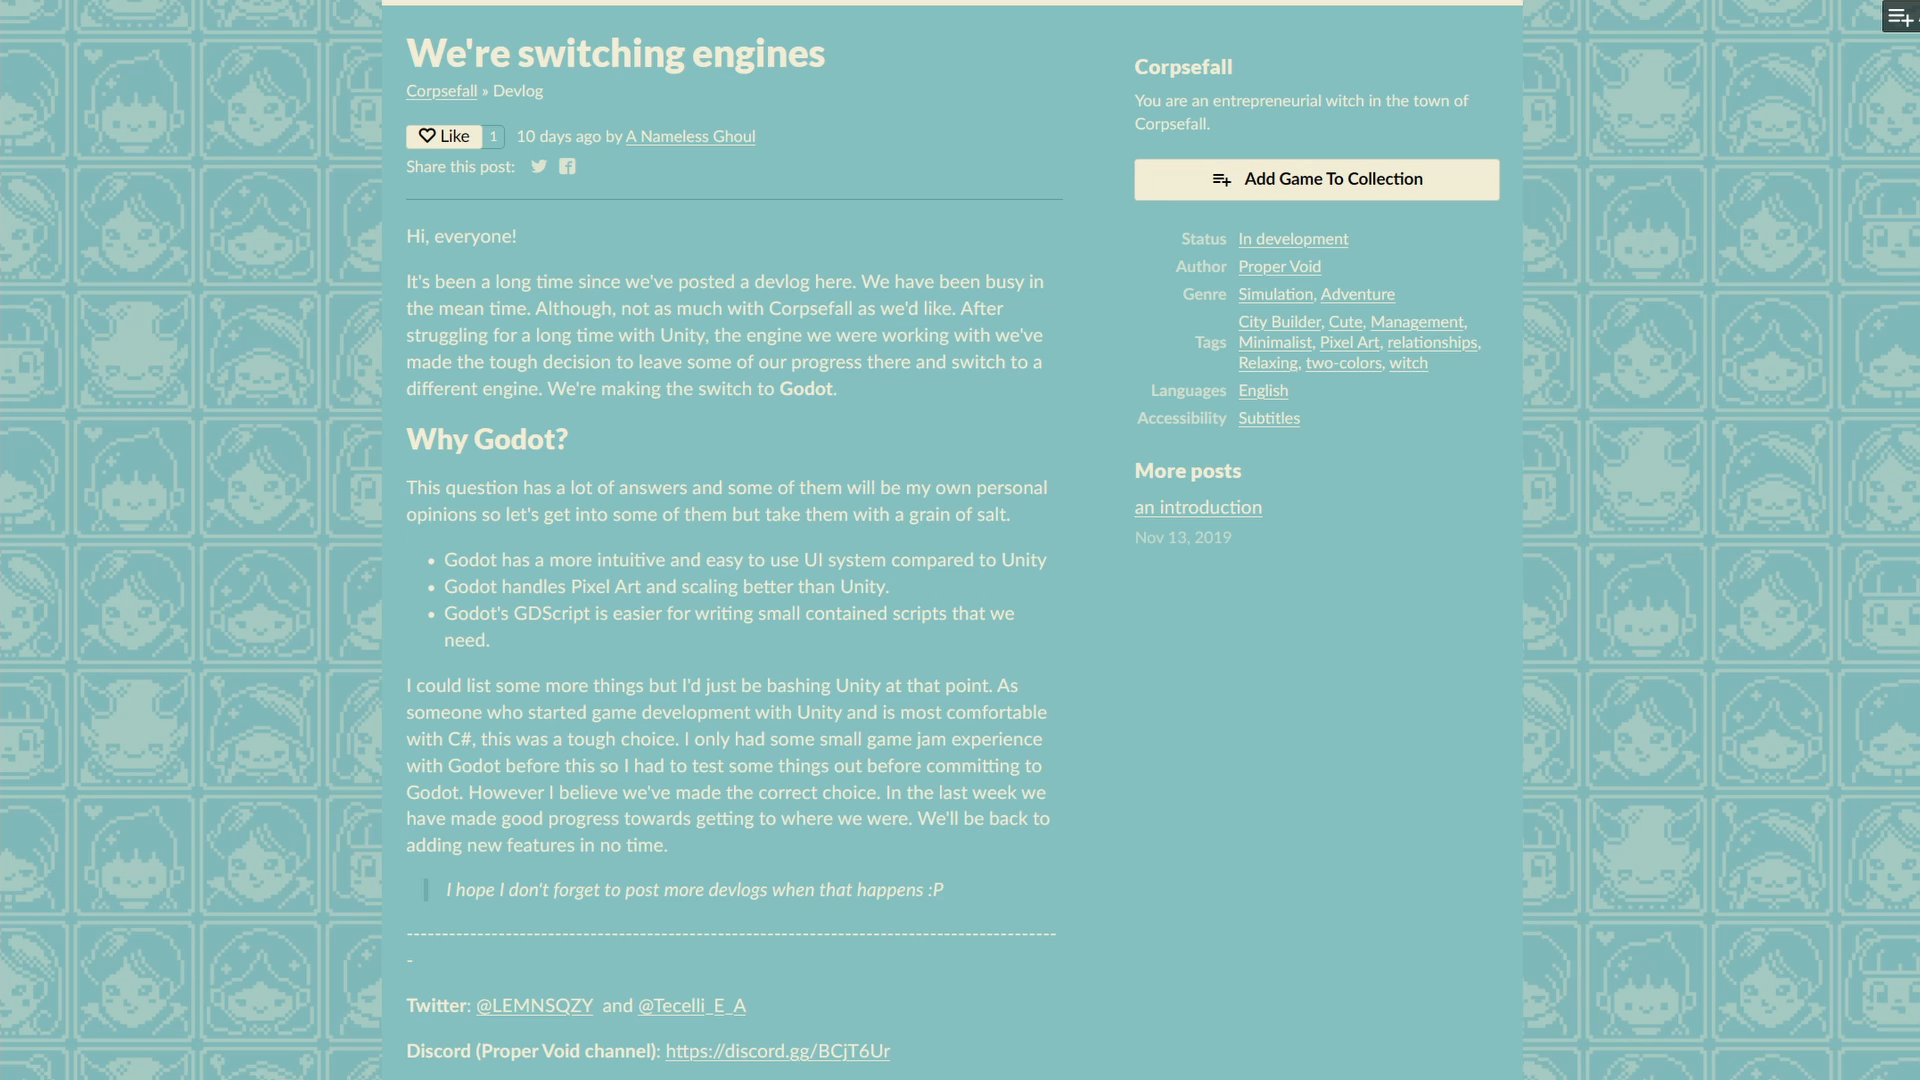 We're switching engines
Corpsefall » Devlog
Like 1 10 days ago by A Nameless Ghoul
Share this post:
Hi, everyone!
It's been a long time since we've posted a devlog here. We have been busy in
the mean time. Although, not as much with Corpsefall as we'd like. After
struggling for a long time with Unity, the engine we were working with we've
made the tough decision to leave some of our progress there and switch to a
different engine. We're making the switch to Godot.
Why Godot?
This question has a lot of answers and some of them will be my own personal
opinions so let's get into some of them but take them with a grain of salt.
• Godot has a more intuitive and easy to use UI system compared to Unity
• Godot handles Pixel Art and scaling better than Unity.
• Godot's GDScript is easier for writing small contained scripts that we
need.
I could list some more things but I'd just be bashing Unity at that point. As
someone who started game development with Unity and is most comfortable
with C#, this was a tough choice. I only had some small game jam experience
with Godot before this so I had to test some things out before committing to
Godot. However I believe we've made the correct choice. In the last week we
have made good progress towards getting to where we were. We'll be back to
adding new features in no time.
I hope I don't forget to post more devlogs when that happens :P
--------------------------------------------------------------------------------------------
-
Twitter: @LEMNSQZY and @Tecelli_E_A
Discord (Proper Void channel): https://discord.gg/BCjT6Ur
Corpsefall
You are an entrepreneurial witch in the town of
Corpsefall.
Add Game To Collection
Status In development
Author Proper Void
Genre Simulation, Adventure
Tags City Builder, Cute, Management,
Minimalist, Pixel Art, relationships,
Relaxing, two-colors, witch
Languages English
Accessibility Subtitles
More posts
an introduction
Nov 13, 2019